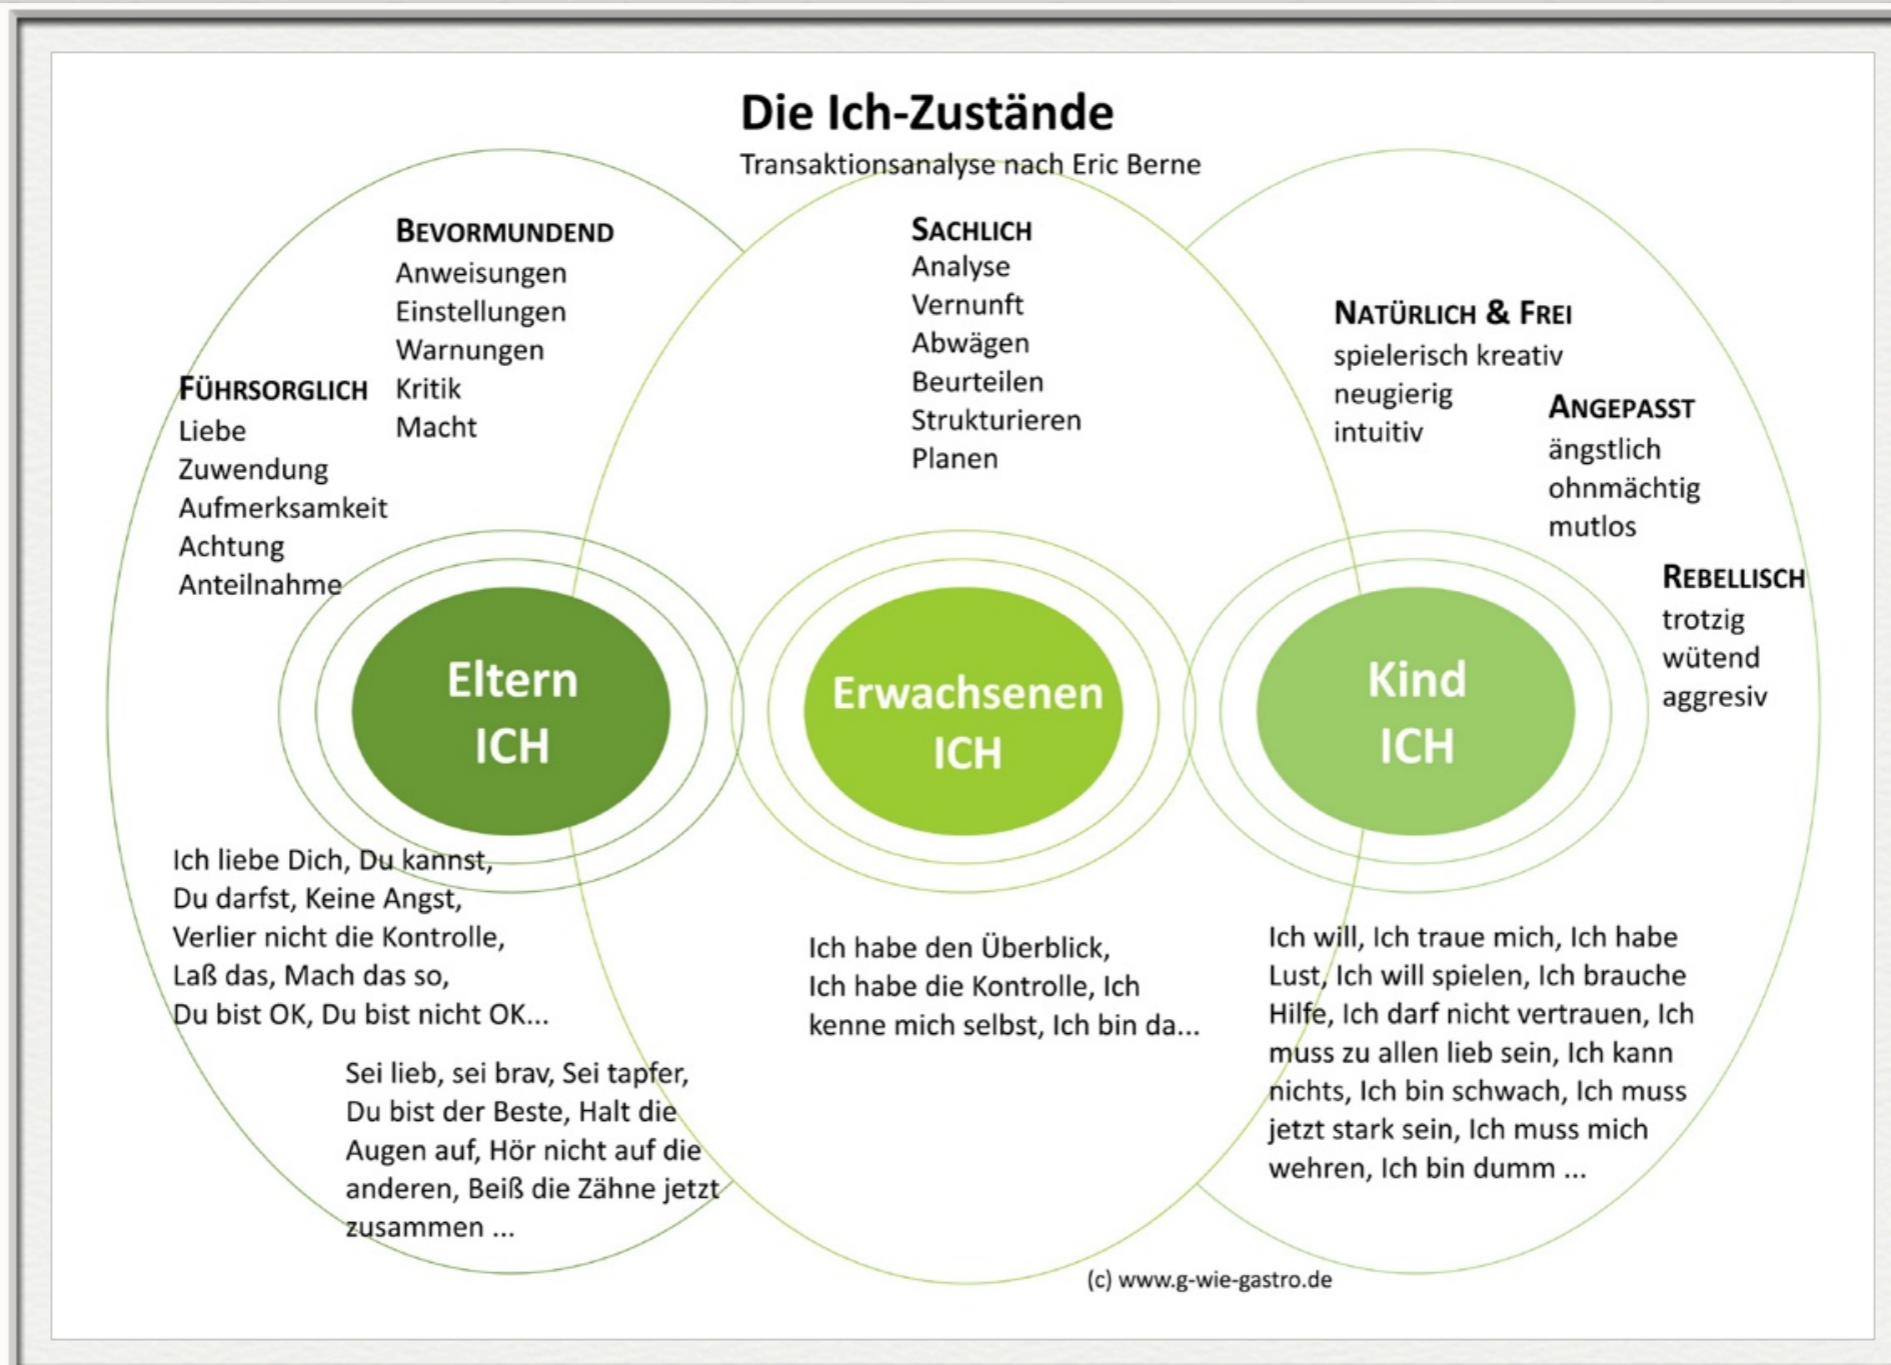 Die Ich-Zustände
Transaktionsanalyse nach Eric Berne
BEVORMUNDEND
Anweisungen
Einstellungen
Warnungen
Kritik
Macht
FÜHRSORGLICH
Liebe
Zuwendung
Aufmerksamkeit
Achtung
Anteilnahme
SACHLICH
Analyse
Vernunft
Abwägen
Beurteilen
Strukturieren
Planen
NATÜRLICH & FREI
spielerisch kreativ
neugierig
intuitiv
ANGEPASST
ängstlich
ohnmächtig
mutlos
REBELLISCH
trotzig
wütend
aggresiv
Eltern
ICH
Erwachsenen
ICH
Kind
ICH
Ich liebe Dich, Du kannst,
Du darfst, Keine Angst,
Verlier nicht die Kontrolle,
Laß das, Mach das so,
Du bist OK, Du bist nicht OK...
Sei lieb, sei brav, Sei tapfer,
Du bist der Beste, Halt die
Augen auf, Hör nicht auf die
anderen, Beiß die Zähne jetzt
zusammen ...
Ich habe den Überblick,
Ich habe die Kontrolle, Ich
kenne mich selbst, Ich bin da...
Ich will, Ich traue mich, Ich habe
Lust, Ich will spielen, Ich brauche
Hilfe, Ich darf nicht vertrauen, Ich
muss zu allen lieb sein, Ich kann
nichts, Ich bin schwach, Ich muss
jetzt stark sein, Ich muss mich
wehren, Ich bin dumm ...
(c) www.g-wie-gastro.de